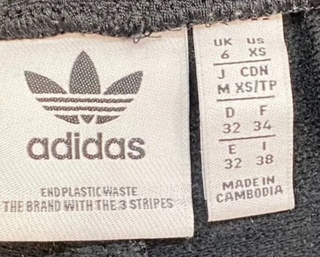 adidas
END PLASTIC WASTE
THE BRAND WITH THE 3 STRIPES
UK US
6 XS
J CDN
M XS/TP
D F
32 34
E I
32 38
MADE IN
CAMBODIA